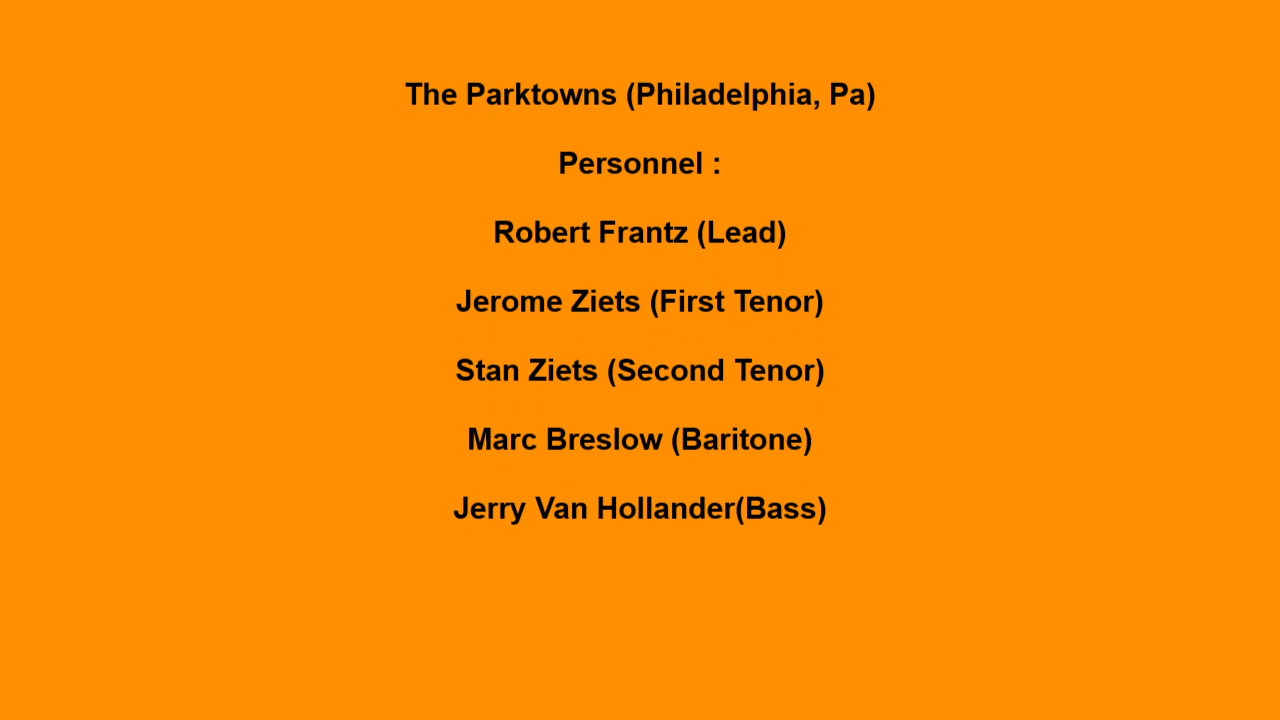 The Parktowns (Philadelphia, Pa)
Personnel :
Robert Frantz (Lead)
Jerome Ziets (First Tenor)
Stan Ziets (Second Tenor)
Marc Breslow (Baritone)
Jerry Van Hollander(Bass)